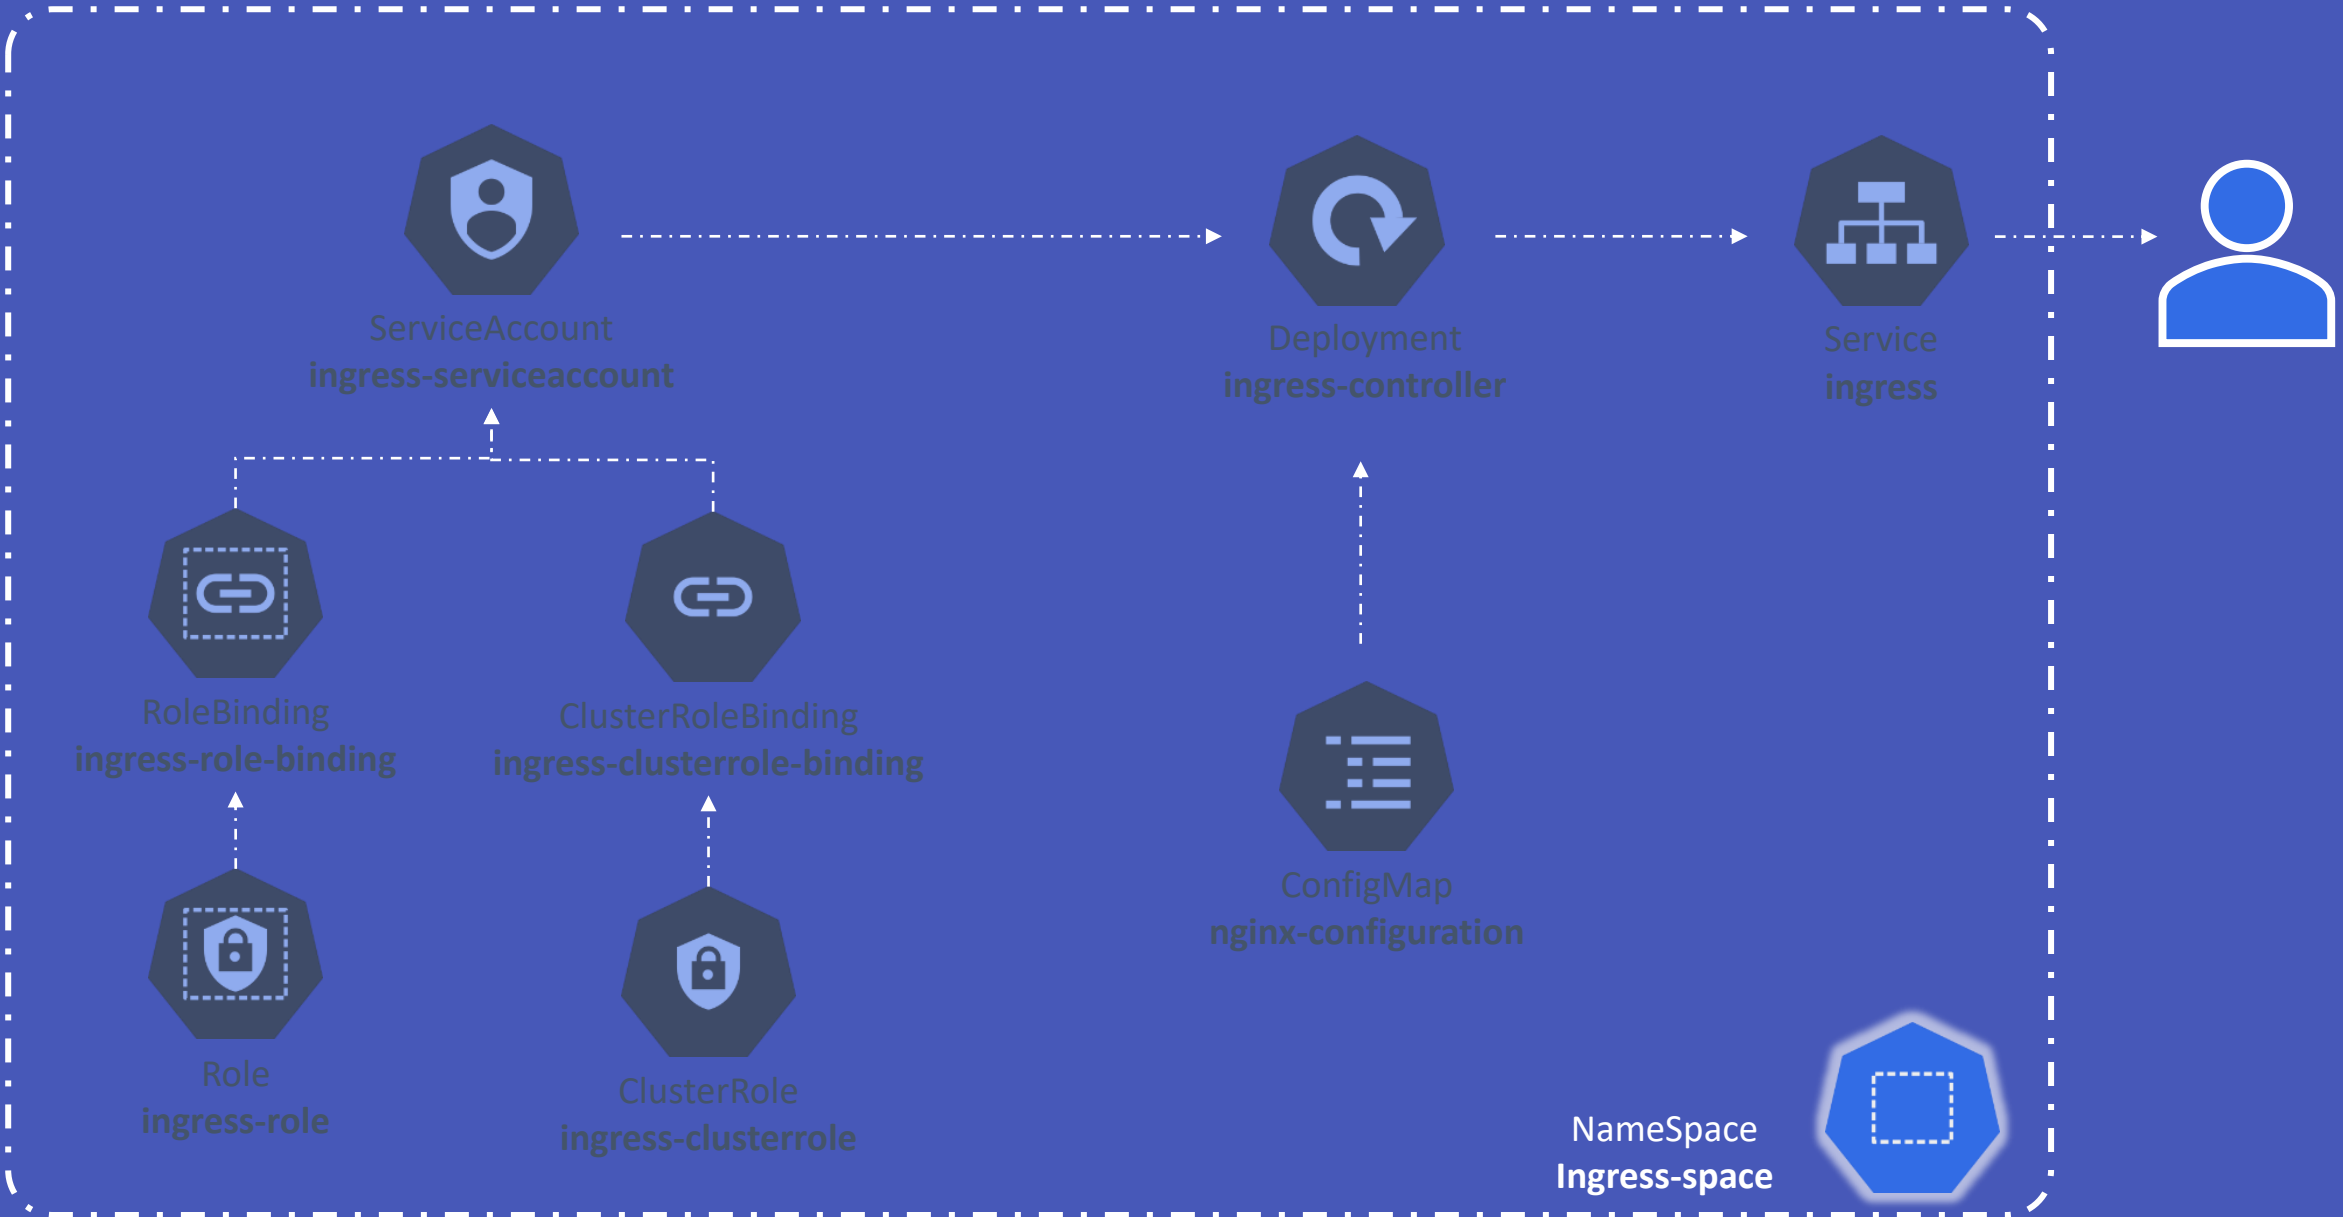 ServiceAccount
ingress-serviceaccount
Deployment
ingress-controller
Service
ingress
RoleBinding
ingress-role-binding
ClusterRoleBinding
ingress-clusterrole-binding
ConfigMap
nginx-configuration
Role
ingress-role
ClusterRole
ingress-clusterrole
NameSpace
Ingress-space